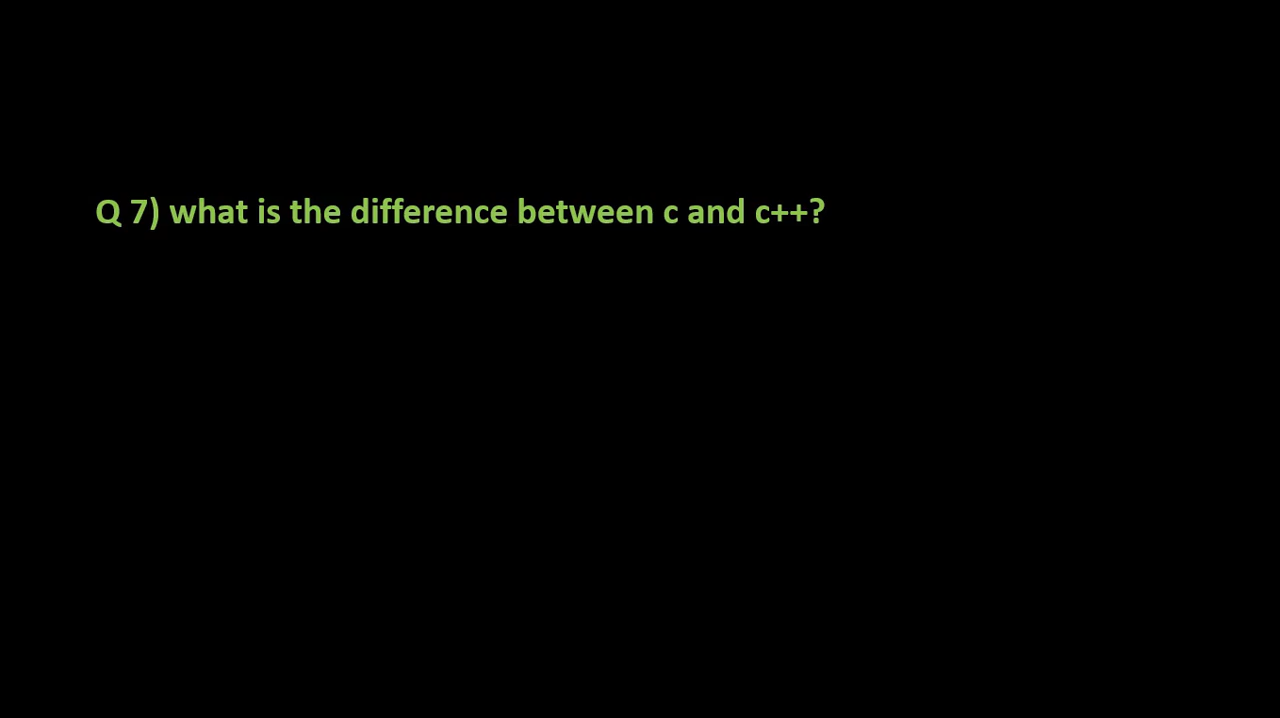 Q 7) what is the difference between c and c++?